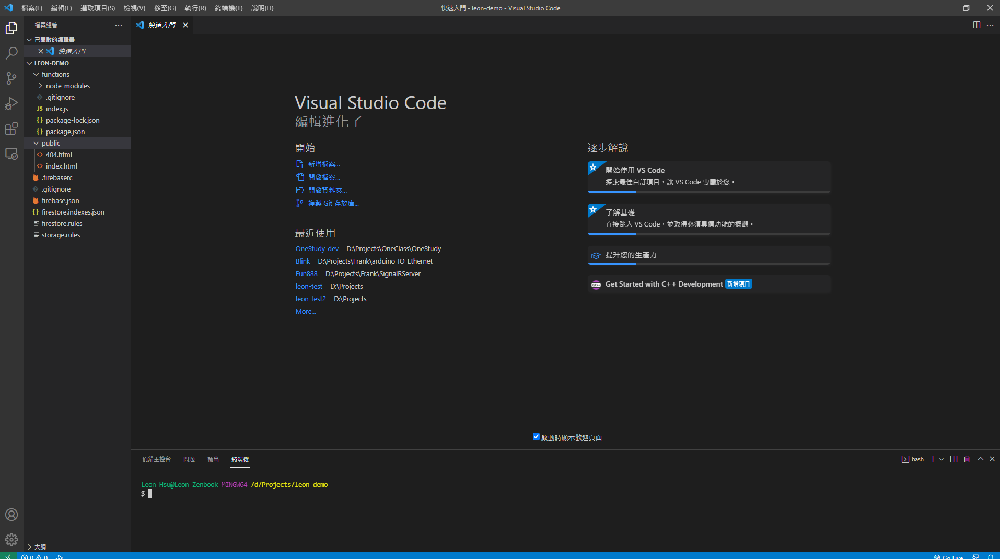 檔案(F) 編輯(E) 選取項目(S) 檢視(V) 移至(G) 執行(R) 終端機(T) 說明(H)
快速入門 - leon-demo - Visual Studio Code
檔案總管
已開啟的編輯器
快速入門
LEON-DEMO
functions
node_modules
.gitignore
JS index.js
{} package-lock.json
{} package.json
public
<> 404.html
<> index.html
.firebaserc
.gitignore
firebase.json
{} firestore.indexes.json
firestore.rules
storage.rules
大綱
快速入門
Visual Studio Code
編輯進化了
開始
新增檔案...
開啟檔案...
開啟資料夾...
複製 Git 存放庫...
最近使用
OneStudy_dev D:\Projects\OneClass\OneStudy
Blink D:\Projects\Frank\arduino-IO-Ethernet
Fun888 D:\Projects\Frank\SignalRServer
leon-test D:\Projects
leon-test2 D:\Projects
More...
逐步解說
開始使用 VS Code
探索最佳自訂項目，讓 VS Code 專屬於您。
了解基礎
直接跳入 VS Code，並取得必須具備功能的概觀。
提升您的生產力
C/C++ Get Started with C++ Development 新增項目
啟動時顯示歡迎頁面
偵錯主控台 問題 輸出 終端機
bash
Leon Hsu@Leon-Zenbook MINGW64 /d/Projects/leon-demo
$
0 0
Go Live